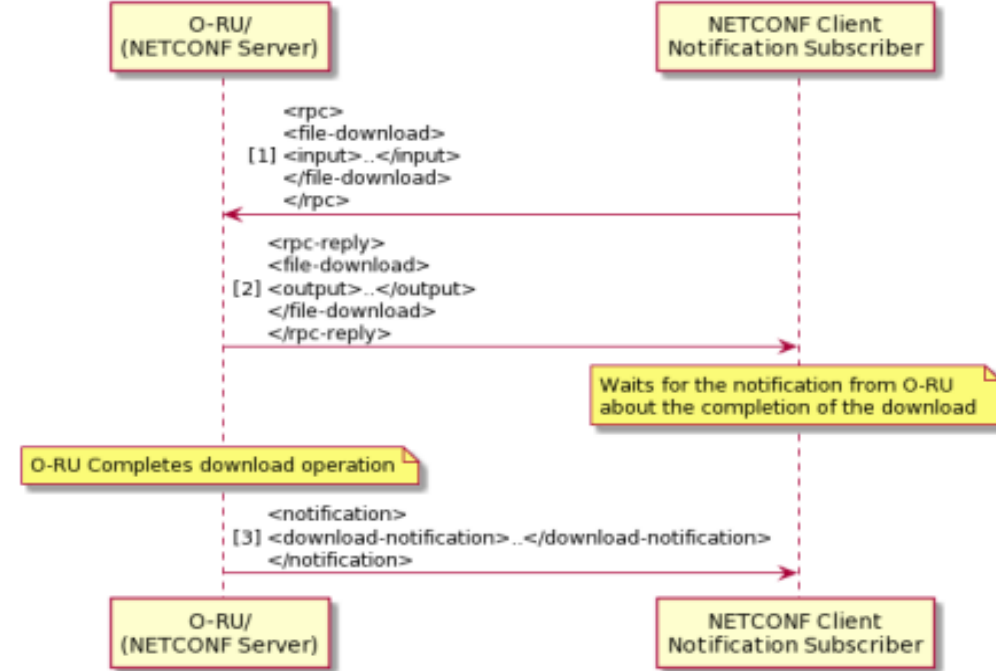 O-RU/
(NETCONF Server)
NETCONF Client
Notification Subscriber
<rpc>
<file-download>
[1] <input>..</input>
</file-download>
</rpc>
<rpc-reply>
<file-download>
[2] <output>..</output>
</file-download>
</rpc-reply>
Waits for the notification from O-RU
about the completion of the download
O-RU Completes download operation
<notification>
[3] <download-notification>..</download-notification>
</notification>
O-RU/
(NETCONF Server)
NETCONF Client
Notification Subscriber